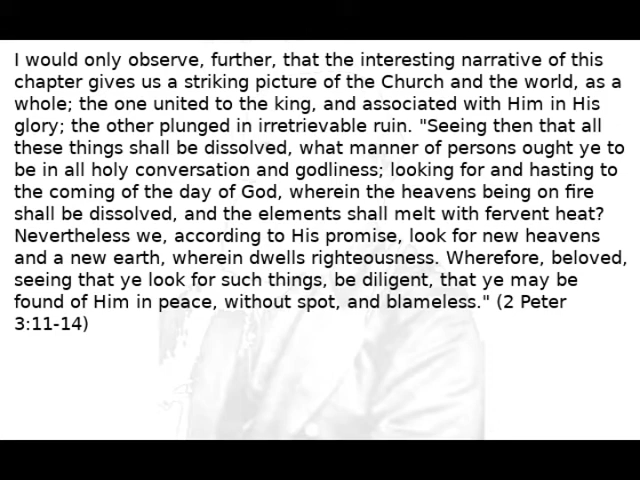 I would only observe, further, that the interesting narrative of this
chapter gives us a striking picture of the Church and the world, as a
whole; the one united to the king, and associated with Him in His
glory; the other plunged in irretrievable ruin. "Seeing then that all
these things shall be dissolved, what manner of persons ought ye to
be in all holy conversation and godliness; looking for and hasting to
the coming of the day of God, wherein the heavens being on fire
shall be dissolved, and the elements shall melt with fervent heat?
Nevertheless we, according to His promise, look for new heavens
and a new earth, wherein dwells righteousness. Wherefore, beloved,
seeing that ye look for such things, be diligent, that ye may be
found of Him in peace, without spot, and blameless." (2 Peter
3:11-14)